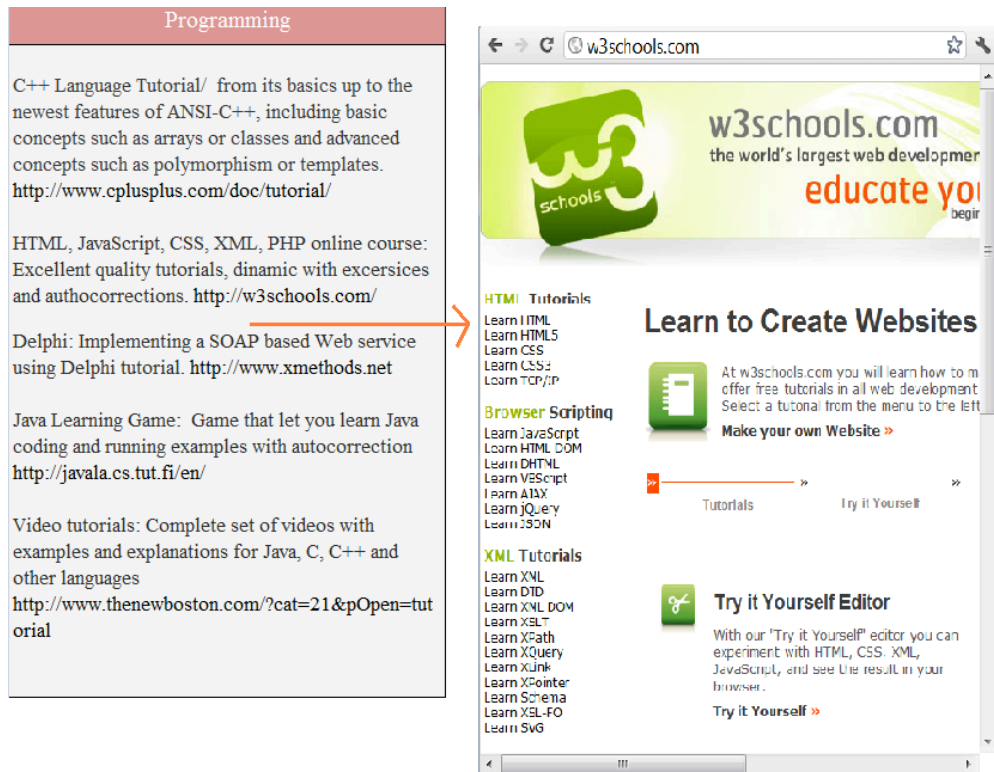 Programming
C++ Language Tutorial/ from its basics up to the
newest features of ANSI-C++, including basic
concepts such as arrays or classes and advanced
concepts such as polymorphism or templates.
http://www.cplusplus.com/doc/tutorial/
HTML, JavaScript, CSS, XML, PHP online course:
Excellent quality tutorials, dinamic with excersices
and authocorrections. http://w3schools.com/
Delphi: Implementing a SOAP based Web service
using Delphi tutorial. http://www.xmethods.net
Java Learning Game: Game that let you learn Java
coding and running examples with autocorrection
http://javala.cs.tut.fi/en/
Video tutorials: Complete set of videos with
examples and explanations for Java, C, C++ and
other languages
http://www.thenewboston.com/?cat=21&pOpen=tut
orial
w3schools.com
w3
schools
w3schools.com
the world's largest web developmen
educate you
begin
HTML Tutorials
Learn HTML
Learn HTML5
Learn CSS
Learn CSS3
Learn TCP/IP
Browser Scripting
Learn JavaScript
Learn HTML DOM
Learn DHTML
Learn VBScript
Learn AJAX
Learn jQuery
Learn JSON
XML Tutorials
Learn XML
Learn DTD
Learn XML DOM
Learn XSLT
Learn XPath
Learn XQuery
Learn XLink
Learn XPointer
Learn Schema
Learn XSL-FO
Learn SVG
Learn to Create Websites
At w3schools.com you will learn how to m
offer free tutorials in all web development
Select a tutorial from the menu to the left
Make your own Website »
» » »
Tutorials Try it Yourself
Try it Yourself Editor
With our "Try it Yourself" editor you can
experiment with HTML, CSS, XML,
JavaScript, and see the result in your
browser.
Try it Yourself »